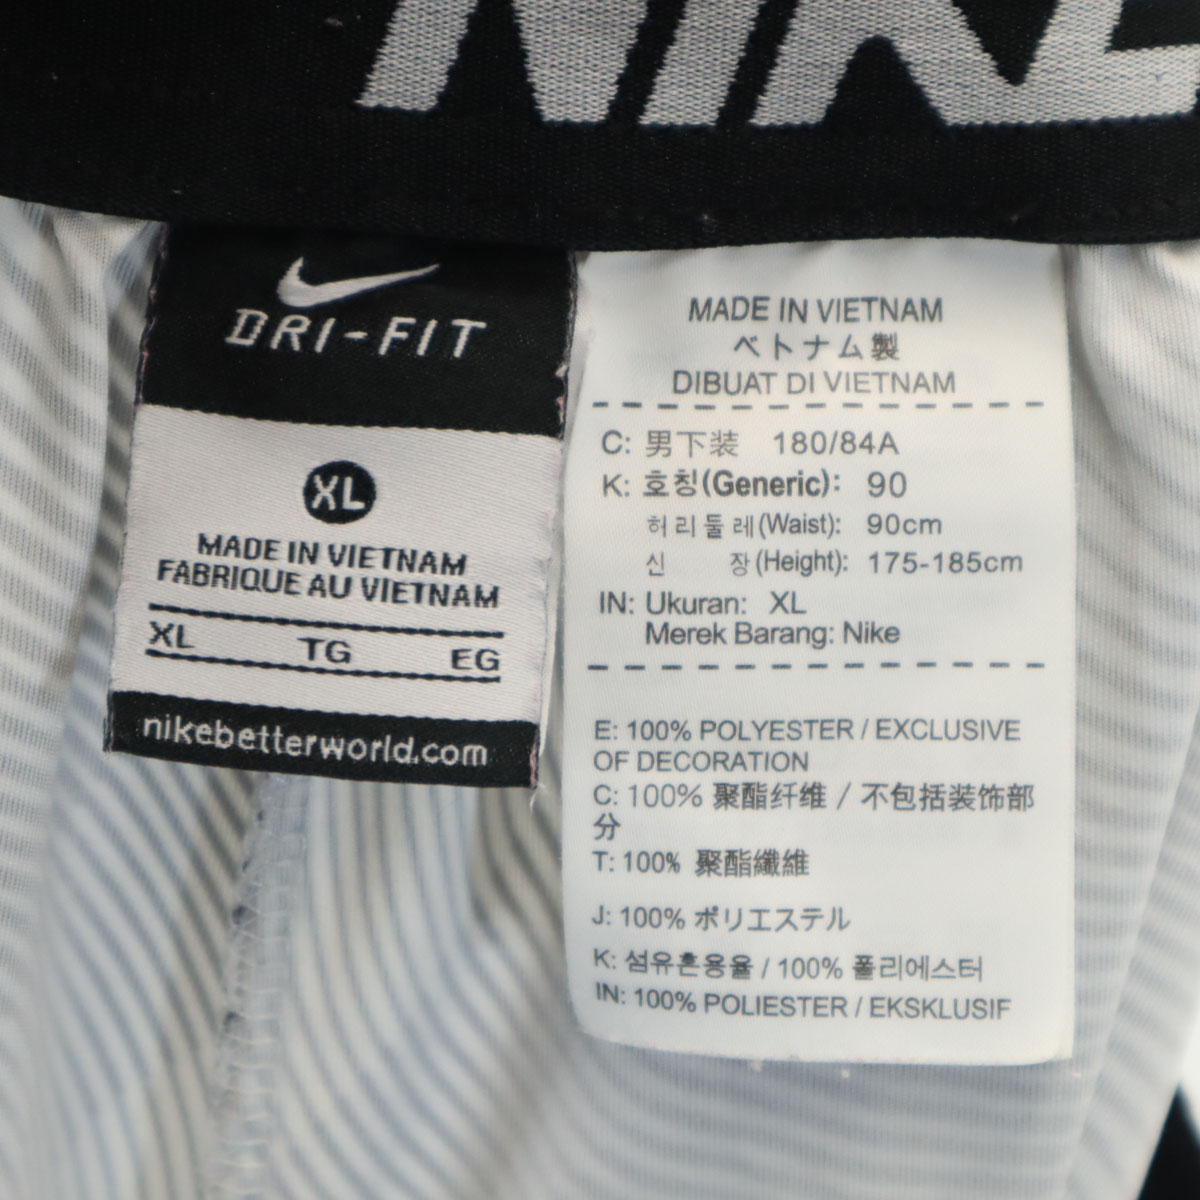 NIKE
DRI-FIT
XL
MADE IN VIETNAM
FABRIQUE AU VIETNAM
XL TG EG
nikebetterworld.com
MADE IN VIETNAM
ベトナム製
DIBUAT DI VIETNAM
C: 男下装 180/84A
K: 호칭(Generic): 90
허리둘레(Waist): 90cm
신 장(Height): 175-185cm
IN: Ukuran: XL
Merek Barang: Nike
E: 100% POLYESTER / EXCLUSIVE
OF DECORATION
C: 100% 聚酯纤维 / 不包括装饰部
分
T: 100% 聚酯纖維
J: 100% ポリエステル
K: 섬유혼용율 / 100% 폴리에스터
IN: 100% POLIESTER / EKSKLUSIF